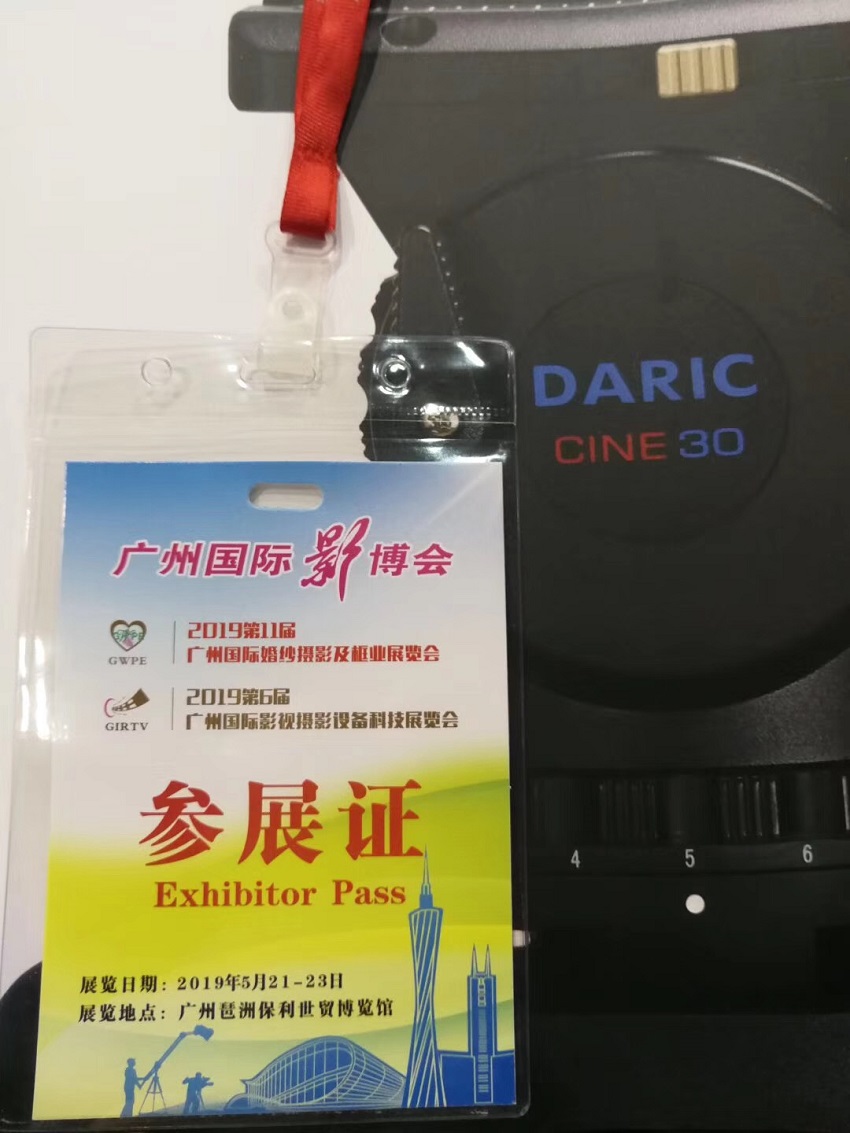 DARIC
CINE 30
广州国际影博会
GWPE
2019第11届
广州国际婚纱摄影及框业展览会
GIRTV
2019第6届
广州国际影视摄影设备科技展览会
参展证
Exhibitor Pass
4 5 6
展览日期：2019年5月21-23日
展览地点：广州琶洲保利世贸博览馆